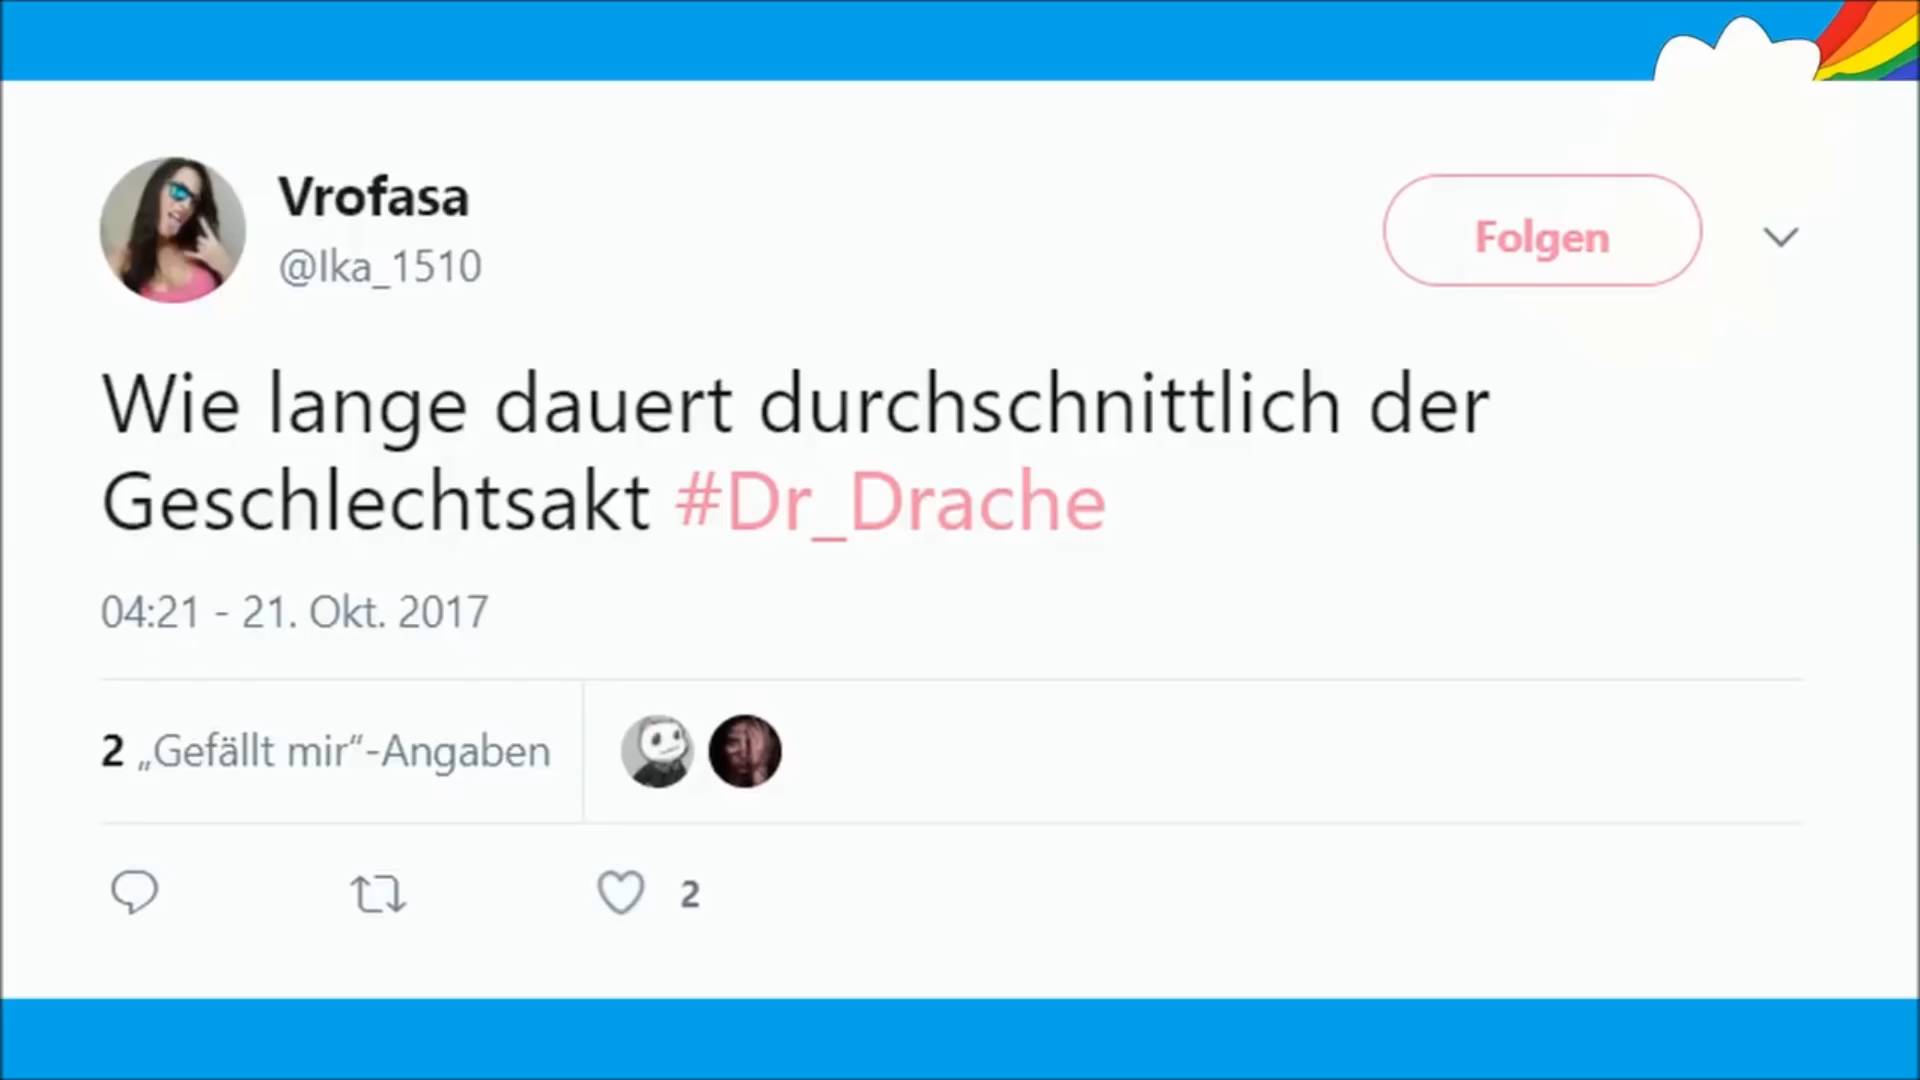 Vrofasa
@Ika_1510
Folgen
Wie lange dauert durchschnittlich der
Geschlechtsakt #Dr_Drache
04:21 - 21. Okt. 2017
2 „Gefällt mir“-Angaben
2